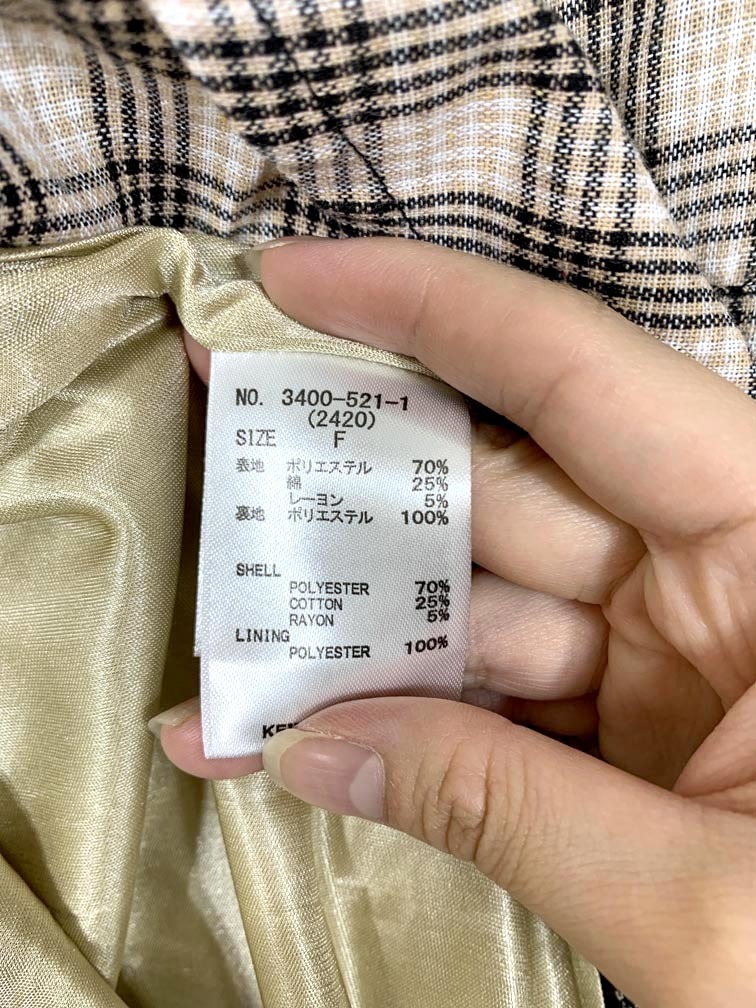 NO. 3400-521-1
(2420)
SIZE F
表地 ポリエステル 70%
綿 25%
レーヨン 5%
裏地 ポリエステル 100%
SHELL
POLYESTER 70%
COTTON 25%
RAYON 5%
LINING
POLYESTER 100%